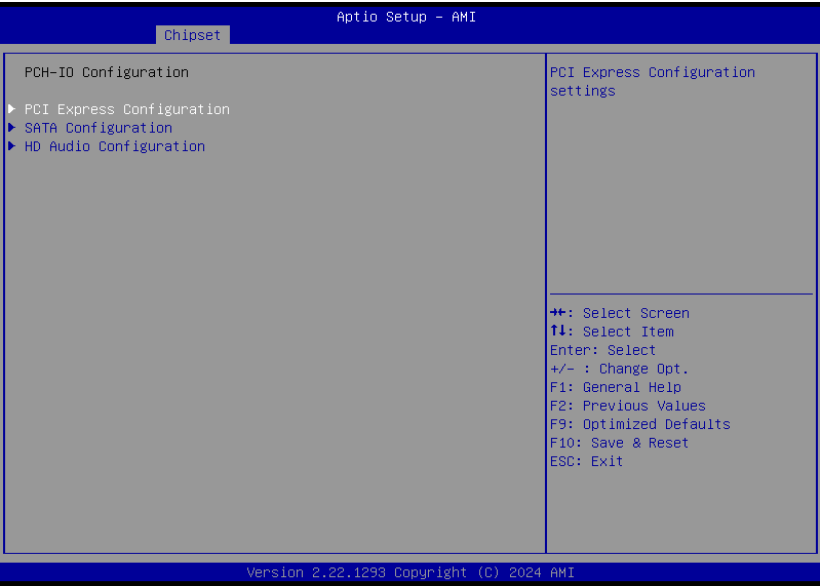 Aptio Setup – AMI
Chipset
PCH-IO Configuration
▶ PCI Express Configuration
▶ SATA Configuration
▶ HD Audio Configuration
PCI Express Configuration
settings
→←: Select Screen
↑↓: Select Item
Enter: Select
+/- : Change Opt.
F1: General Help
F2: Previous Values
F9: Optimized Defaults
F10: Save & Reset
ESC: Exit
Version 2.22.1293 Copyright (C) 2024 AMI